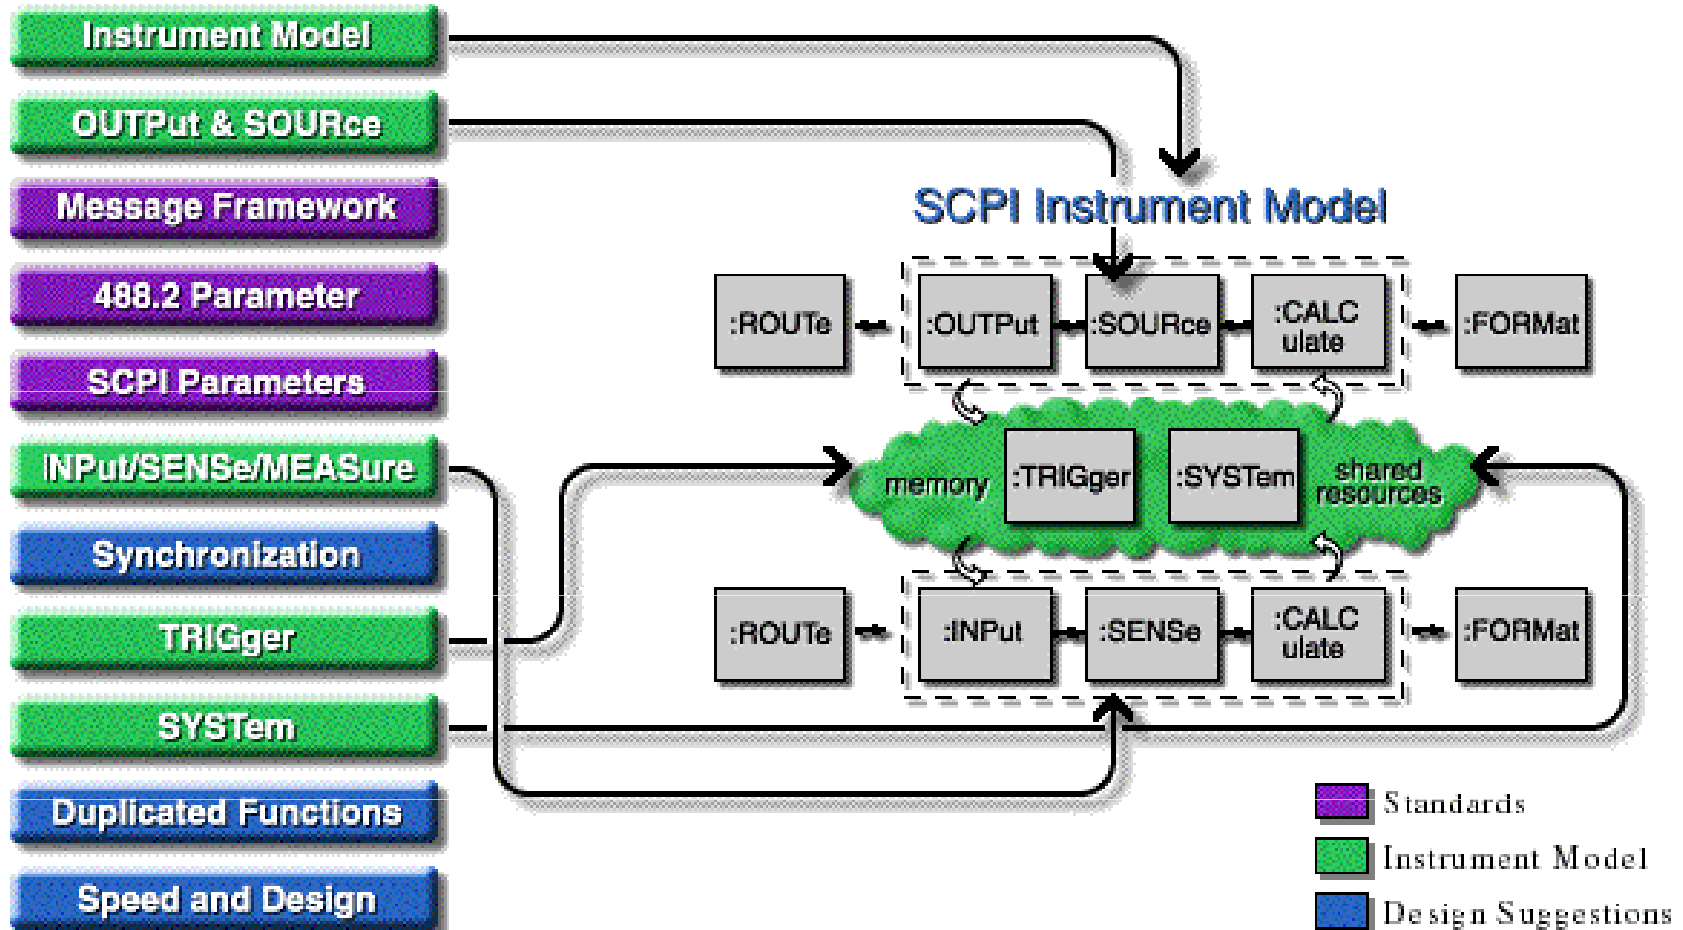 Instrument Model
OUTPut & SOURce
Message Framework
488.2 Parameter
SCPI Parameters
INPut/SENSe/MEASure
Synchronization
TRIGger
SYSTem
Duplicated Functions
Speed and Design
SCPI Instrument Model
:ROUTe
:OUTPut
:SOURce
:CALC
ulate
:FORMat
memory
:TRIGger
:SYSTem
shared
resources
:ROUTe
:INPut
:SENSe
:CALC
ulate
:FORMat
Standards
Instrument Model
Design Suggestions